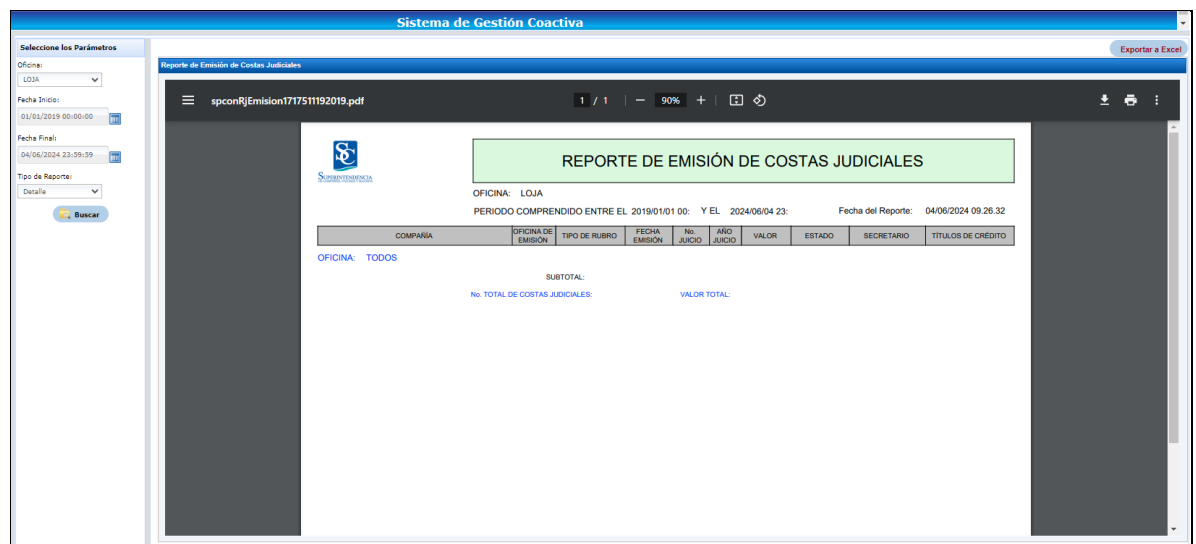 Sistema de Gestión Coactiva
Seleccione los Parámetros
Oficina:
LOJA
Fecha Inicio:
01/01/2019 00:00:00
Fecha Final:
04/06/2024 23:59:59
Tipo de Reporte:
Detalle
Buscar
Exportar a Excel
Reporte de Emisión de Costas Judiciales
spconRjEmision1717511192019.pdf
1 / 1
90%
SUPERINTENDENCIA
REPORTE DE EMISIÓN DE COSTAS JUDICIALES
OFICINA: LOJA
PERIODO COMPRENDIDO ENTRE EL 2019/01/01 00: Y EL 2024/06/04 23: Fecha del Reporte: 04/06/2024 09.26.32
COMPAÑÍA OFICINA DE EMISIÓN TIPO DE RUBRO FECHA EMISIÓN No. JUICIO AÑO JUICIO VALOR ESTADO SECRETARIO TÍTULOS DE CRÉDITO
OFICINA: TODOS
SUBTOTAL:
No. TOTAL DE COSTAS JUDICIALES: VALOR TOTAL: